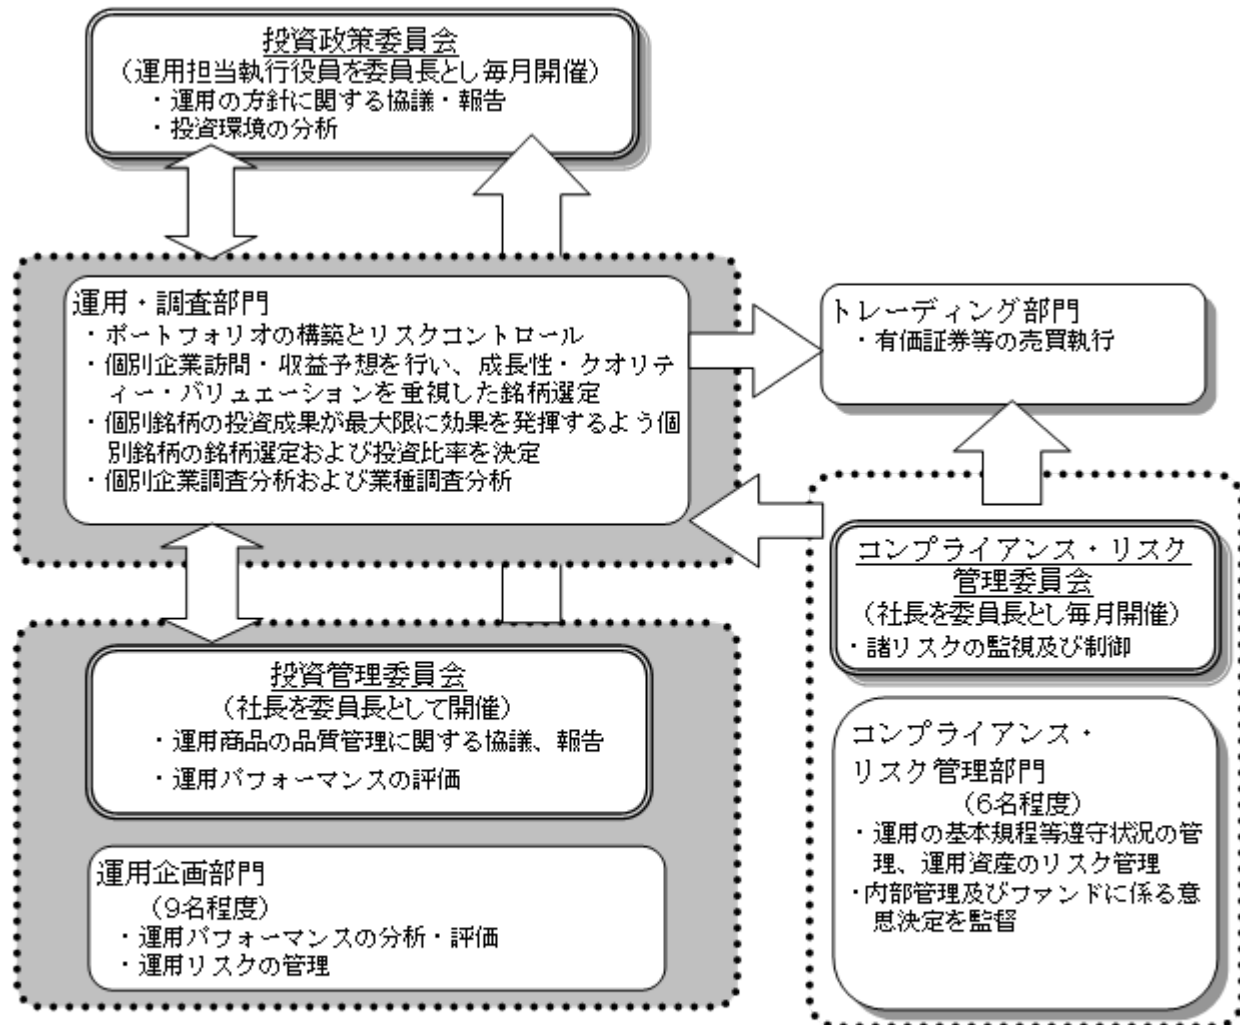 投資政策委員会
（運用担当執行役員を委員長とし毎月開催）
・運用の方針に関する協議・報告
・投資環境の分析
運用・調査部門
・ポートフォリオの構築とリスクコントロール
・個別企業訪問・収益予想を行い、成長性・クオリテ
ィー・バリュエーションを重視した銘柄選定
・個別銘柄の投資成果が最大限に効果を発揮するよう個
別銘柄の銘柄選定および投資比率を決定
・個別企業調査分析および業種調査分析
トレーディング部門
・有価証券等の売買執行
コンプライアンス・リスク
管理委員会
（社長を委員長とし毎月開催）
・諸リスクの監視及び制御
投資管理委員会
（社長を委員長として開催）
・運用商品の品質管理に関する協議、報告
・運用パフォーマンスの評価
運用企画部門
（9名程度）
・運用パフォーマンスの分析・評価
・運用リスクの管理
コンプライアンス・
リスク管理部門
（6名程度）
・運用の基本規程等遵守状況の管
理、運用資産のリスク管理
・内部管理及びファンドに係る意
思決定を監督